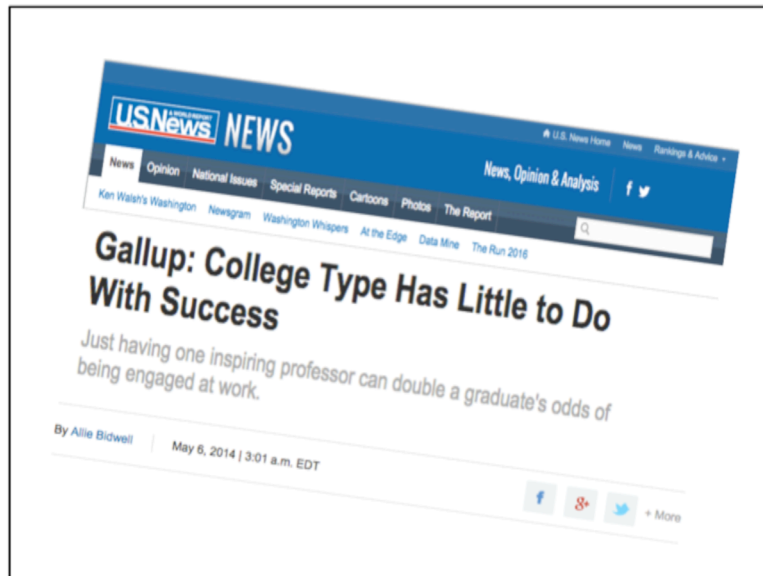 U.S. News Home News Rankings & Advice
U.S.News & WORLD REPORT NEWS
News, Opinion & Analysis
News Opinion National Issues Special Reports Cartoons Photos The Report
Ken Walsh's Washington Newsgram Washington Whispers At the Edge Data Mine The Run 2016
Gallup: College Type Has Little to Do
With Success
Just having one inspiring professor can double a graduate's odds of
being engaged at work.
By Allie Bidwell May 6, 2014 | 3:01 a.m. EDT
+ More